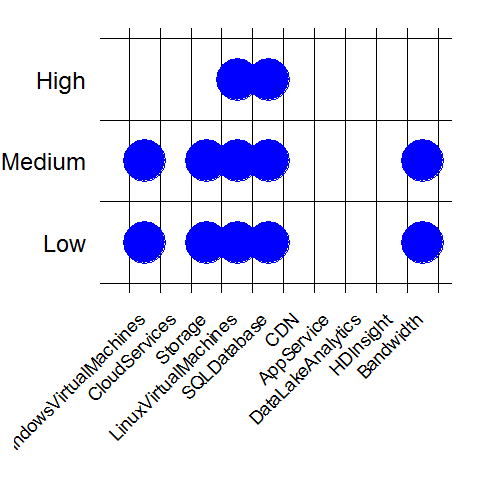 High
Medium
Low
ndowsVirtualMachines
CloudServices
Storage
LinuxVirtualMachines
SQLDatabase
CDN
AppService
DataLakeAnalytics
HDInsight
Bandwidth